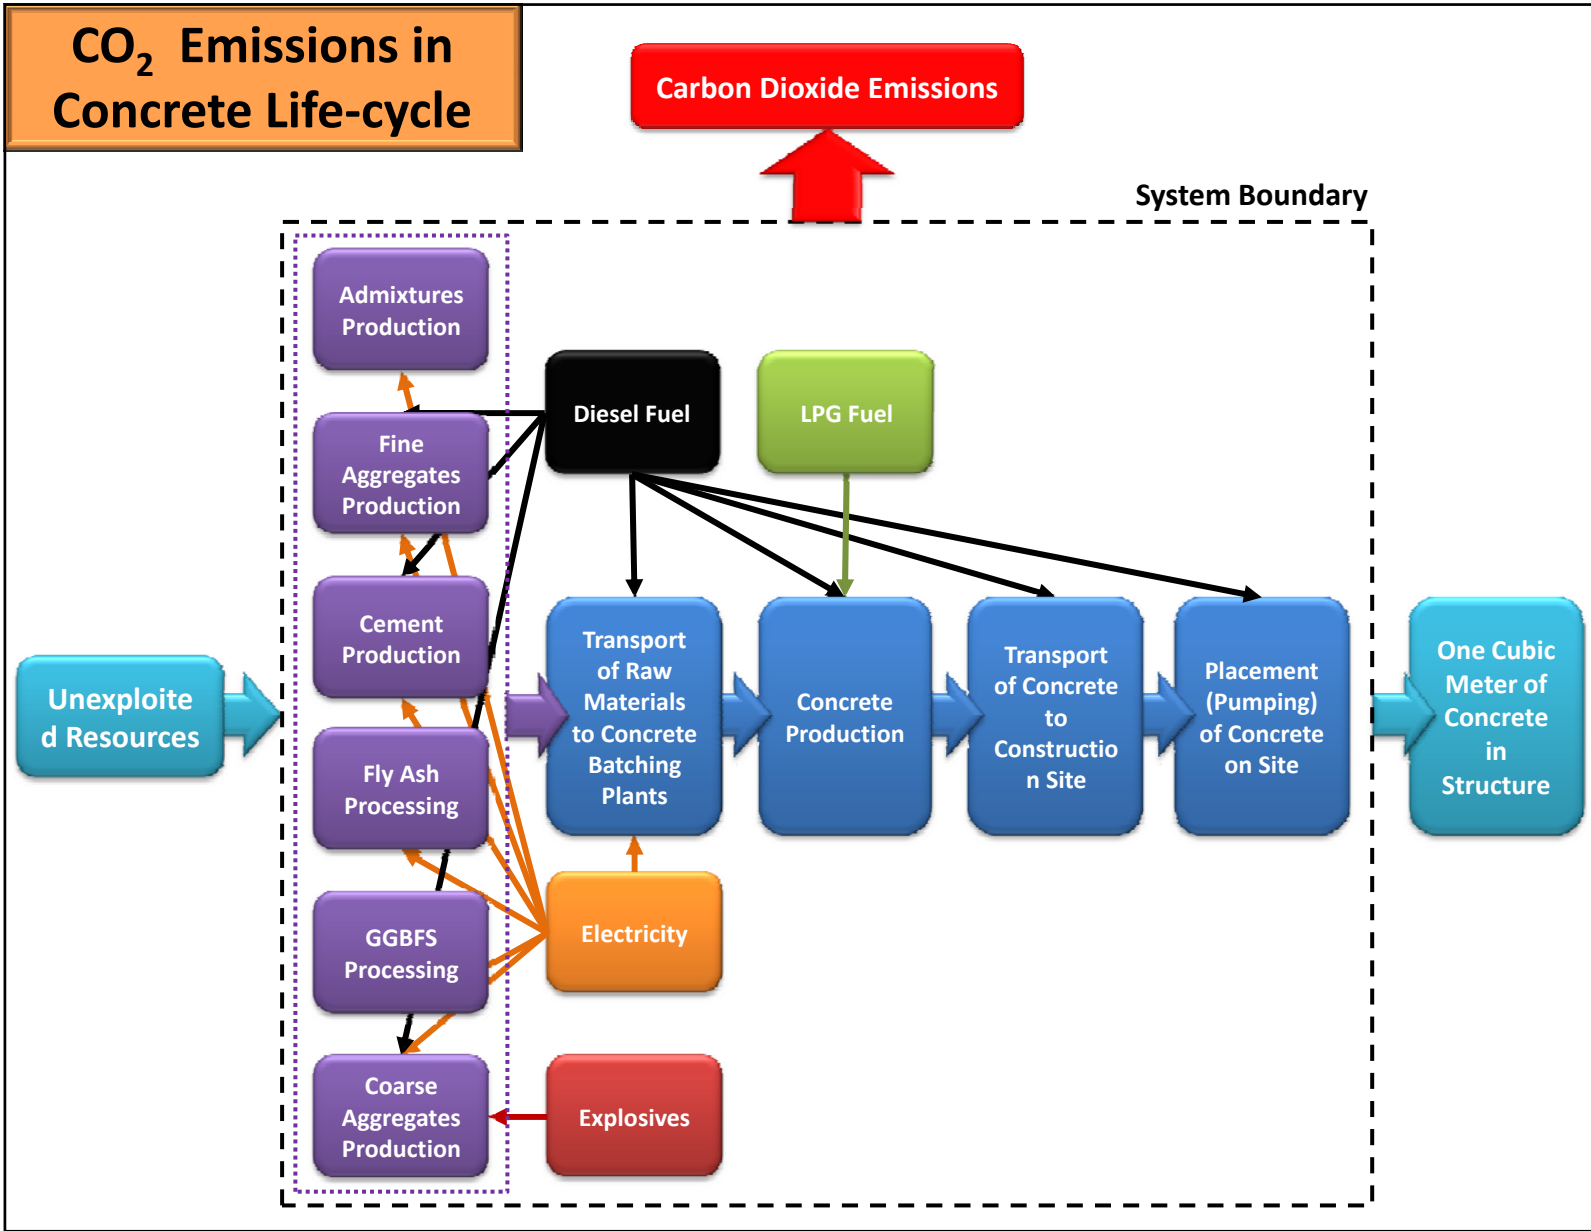 CO₂ Emissions in
Concrete Life-cycle
Carbon Dioxide Emissions
System Boundary
Admixtures
Production
Diesel Fuel
LPG Fuel
Fine
Aggregates
Production
Cement
Production
Unexploite
d Resources
Transport
of Raw
Materials
to Concrete
Batching
Plants
Concrete
Production
Transport
of Concrete
to
Constructio
n Site
Placement
(Pumping)
of Concrete
on Site
One Cubic
Meter of
Concrete
in
Structure
Fly Ash
Processing
GGBFS
Processing
Electricity
Coarse
Aggregates
Production
Explosives